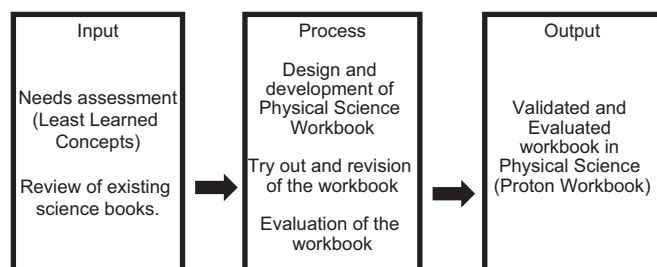 Input
Needs assessment
(Least Learned
Concepts)
Review of existing
science books.
Process
Design and
development of
Physical Science
Workbook
Try out and revision
of the workbook
Evaluation of the
workbook
Output
Validated and
Evaluated
workbook in
Physical Science
(Proton Workbook)